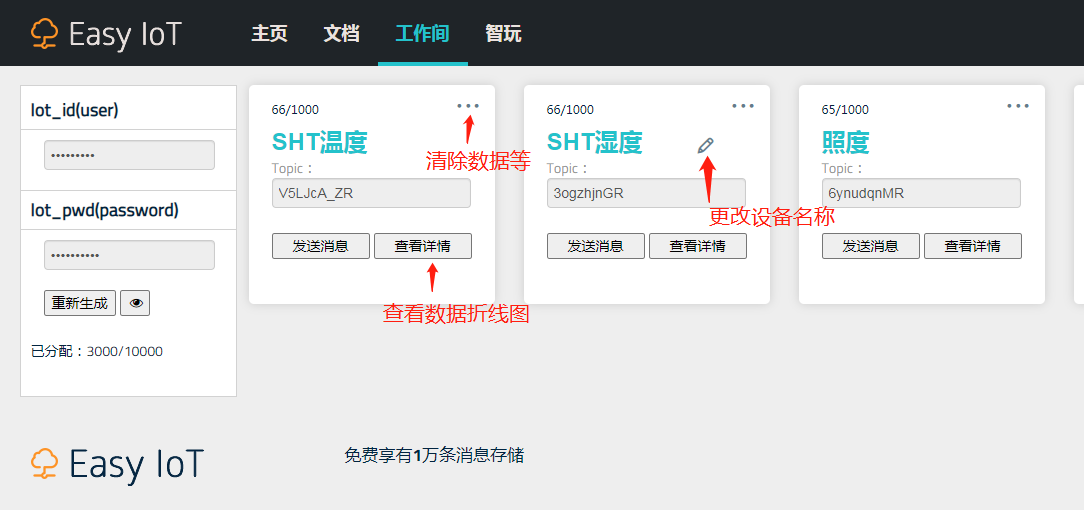 Easy IoT
主页
文档
工作间
智玩
Iot_id(user)
•••••••••
Iot_pwd(password)
••••••••••
重新生成
已分配：3000/10000
66/1000
•••
SHT温度
清除数据等
Topic：
V5LJcA_ZR
发送消息
查看详情
查看数据折线图
66/1000
•••
SHT湿度
Topic：
3ogzhjnGR
更改设备名称
发送消息
查看详情
65/1000
•••
照度
Topic：
6ynudqnMR
发送消息
查看详情
Easy IoT
免费享有1万条消息存储